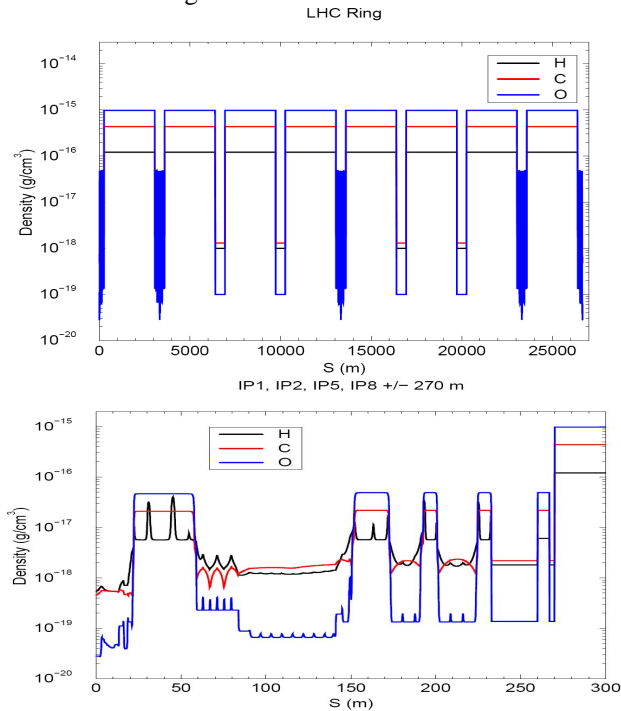 LHC Ring
H
C
O
10⁻¹⁴
10⁻¹⁵
10⁻¹⁶
10⁻¹⁷
10⁻¹⁸
10⁻¹⁹
10⁻²⁰
Density (g/cm³)
0 5000 10000 15000 20000 25000
S (m)
IP1, IP2, IP5, IP8 +/− 270 m
H
C
O
10⁻¹⁵
10⁻¹⁶
10⁻¹⁷
10⁻¹⁸
10⁻¹⁹
10⁻²⁰
Density (g/cm³)
0 50 100 150 200 250 300
S (m)